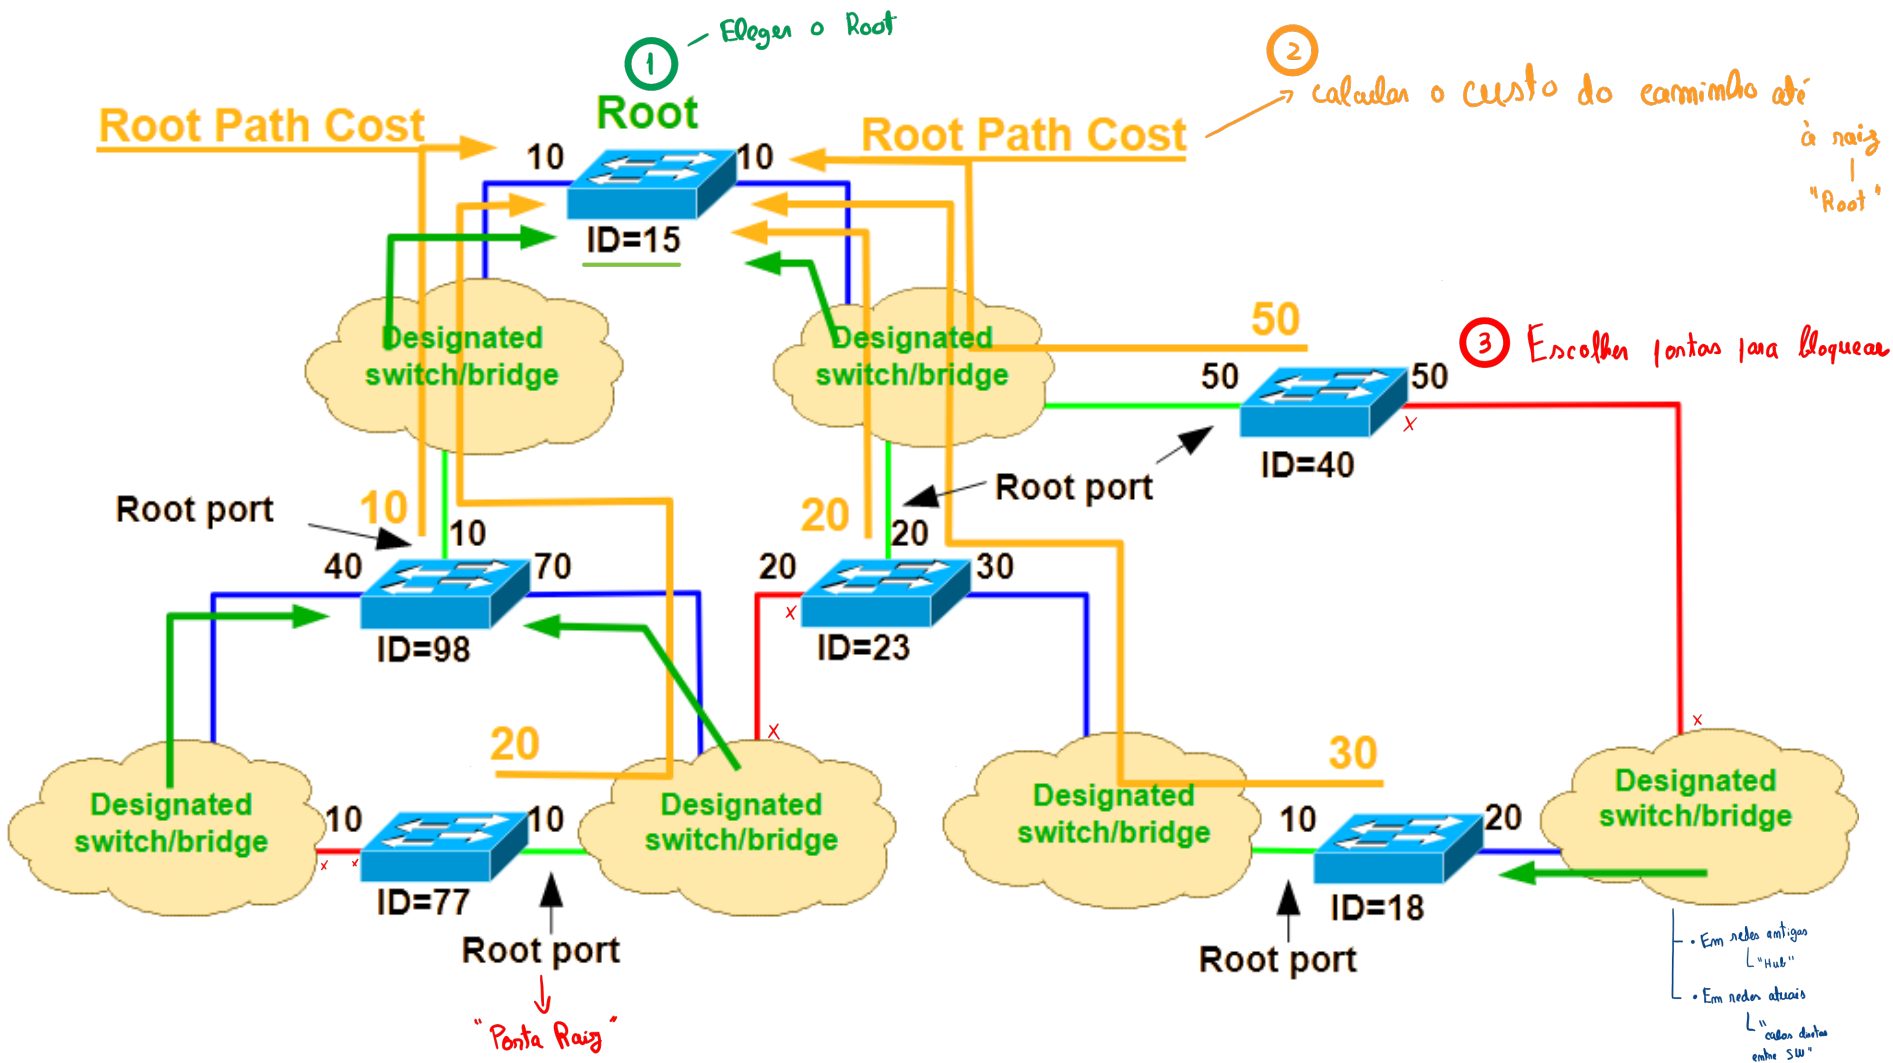 1
– Eleger o Root
2
Root
calcular o custo do caminho até
à raiz
"Root"
Root Path Cost
Root Path Cost
10
10
ID=15
Designated
switch/bridge
Designated
switch/bridge
50
3
Escolher portas para bloquear
50
50
x
ID=40
Root port
Root port
10
10
20
20
40
70
20
30
x
ID=98
ID=23
x
x
20
30
Designated
switch/bridge
10
10
Designated
switch/bridge
Designated
switch/bridge
10
20
Designated
switch/bridge
x
x
ID=77
ID=18
Root port
Root port
"Porta Raiz"
• Em redes antigas
"Hub"
• Em redes atuais
"cabos diretos
entre SW"